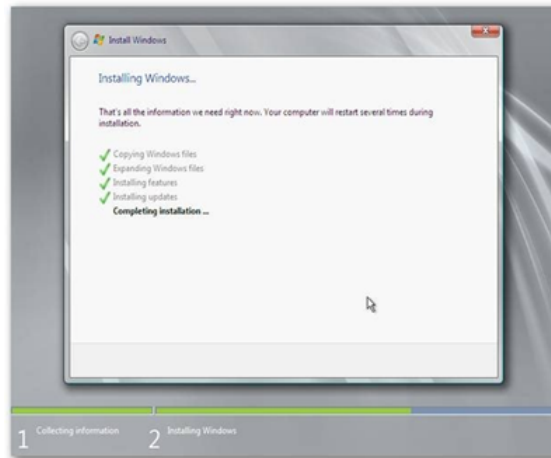 Install Windows
Installing Windows...
That's all the information we need right now. Your computer will restart several times during
installation.
Copying Windows files
Expanding Windows files
Installing features
Installing updates
Completing installation ...
1 Collecting information 2 Installing Windows